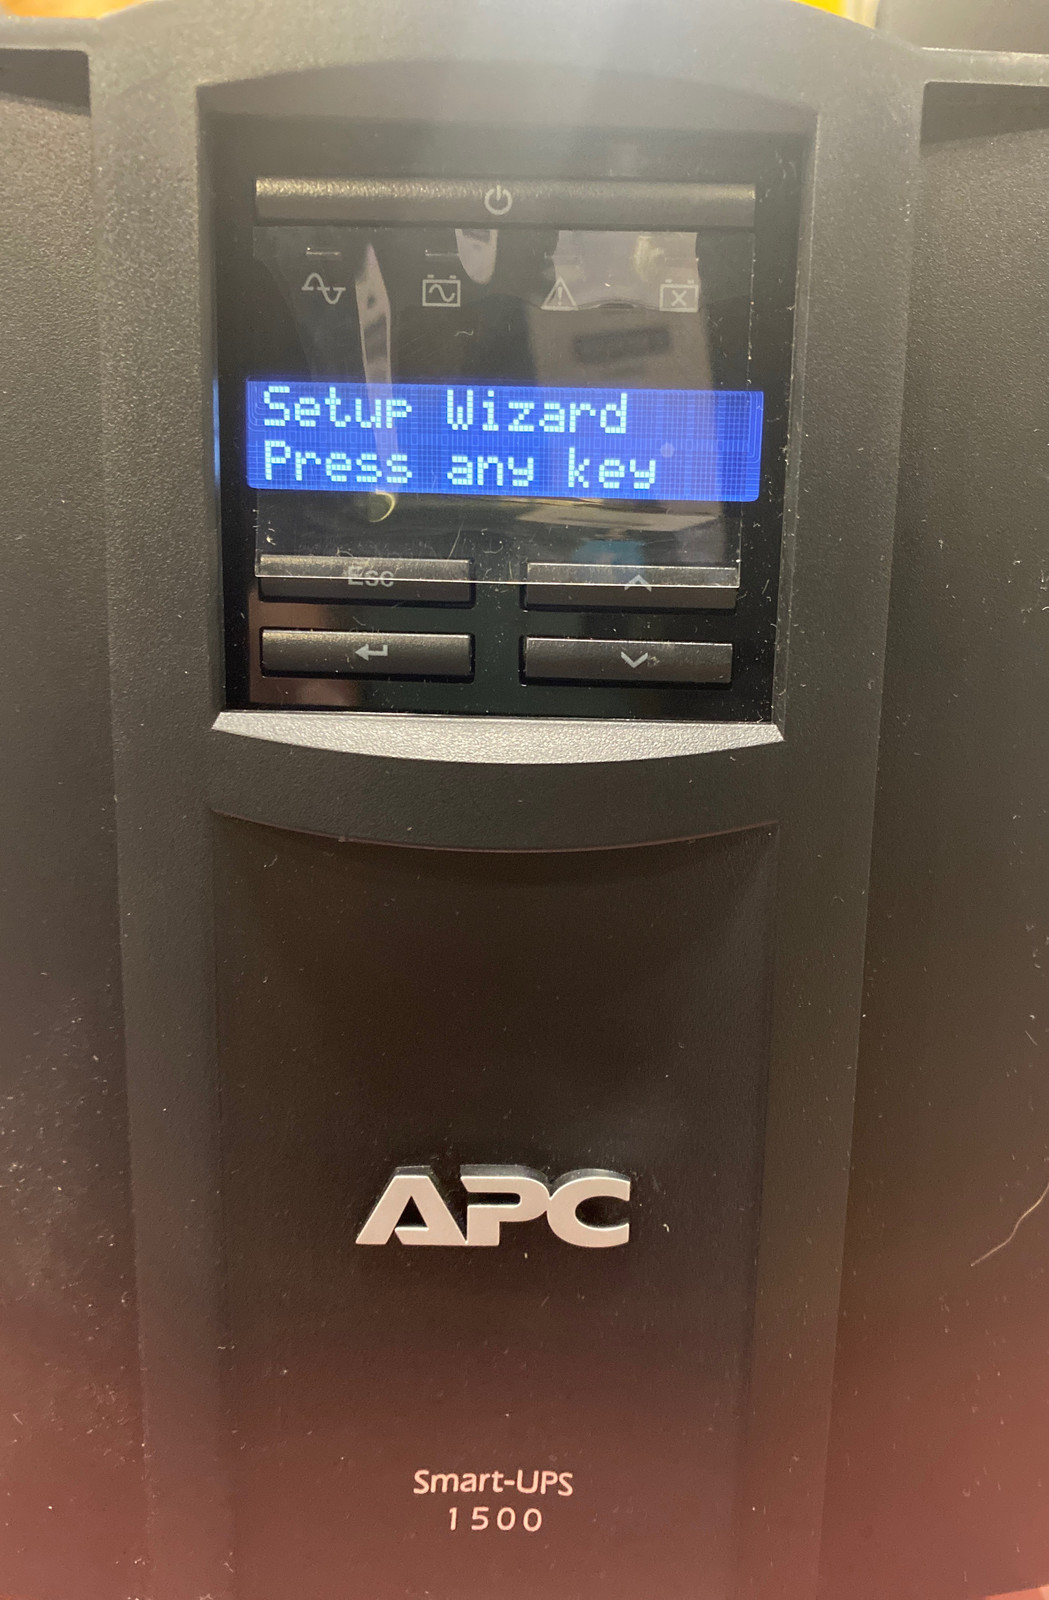 Setup Wizard
Press any key
Esc
APC
Smart-UPS
1500